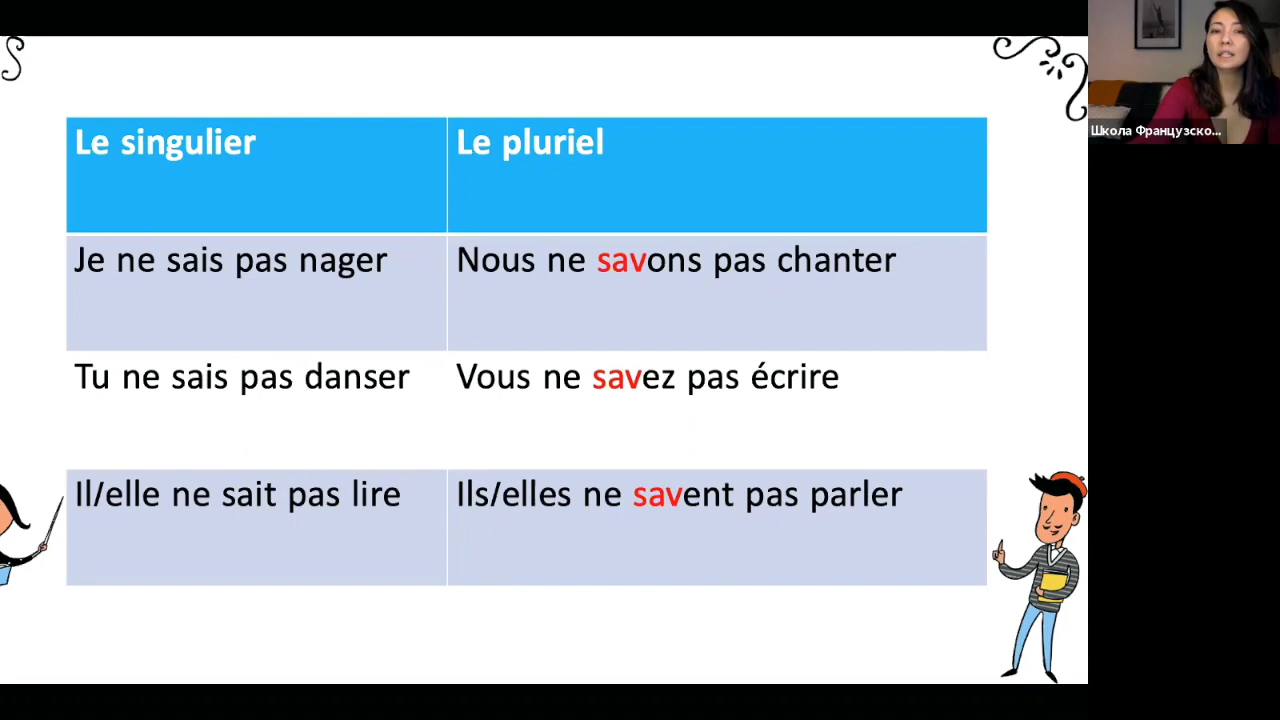 Le singulier
Le pluriel
Je ne sais pas nager
Nous ne savons pas chanter
Tu ne sais pas danser
Vous ne savez pas écrire
Il/elle ne sait pas lire
Ils/elles ne savent pas parler
Школа Французско...